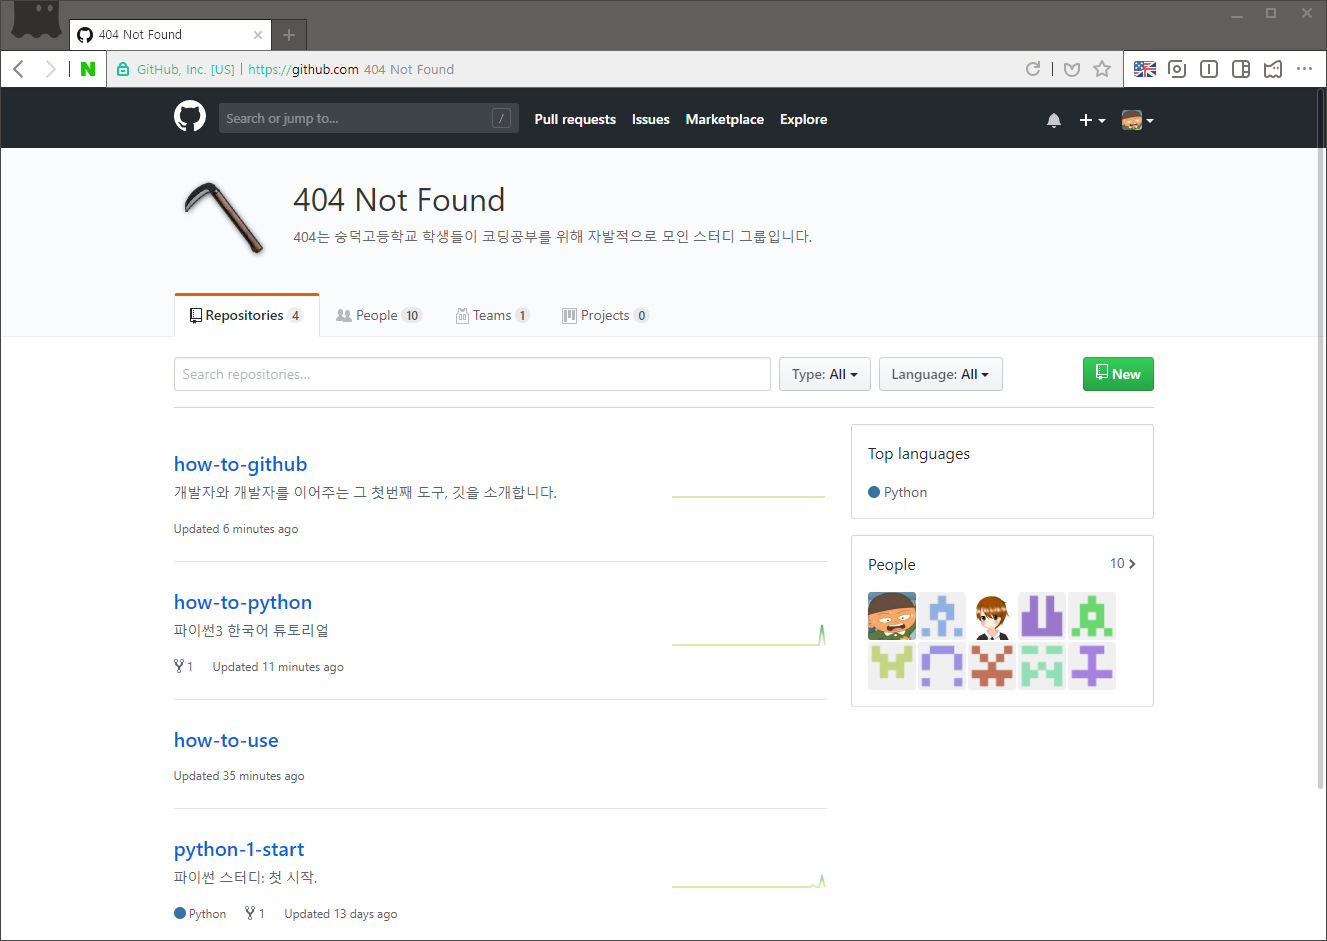 404 Not Found
N
GitHub, Inc. [US] | https://github.com 404 Not Found
Search or jump to... /
Pull requests Issues Marketplace Explore
404 Not Found
404는 숭덕고등학교 학생들이 코딩공부를 위해 자발적으로 모인 스터디 그룹입니다.
Repositories 4 People 10 Teams 1 Projects 0
Search repositories... Type: All Language: All New
how-to-github
개발자와 개발자를 이어주는 그 첫번째 도구, 깃을 소개합니다.
Updated 6 minutes ago
how-to-python
파이썬3 한국어 튜토리얼
1 Updated 11 minutes ago
how-to-use
Updated 35 minutes ago
python-1-start
파이썬 스터디: 첫 시작.
Python 1 Updated 13 days ago
Top languages
Python
People 10